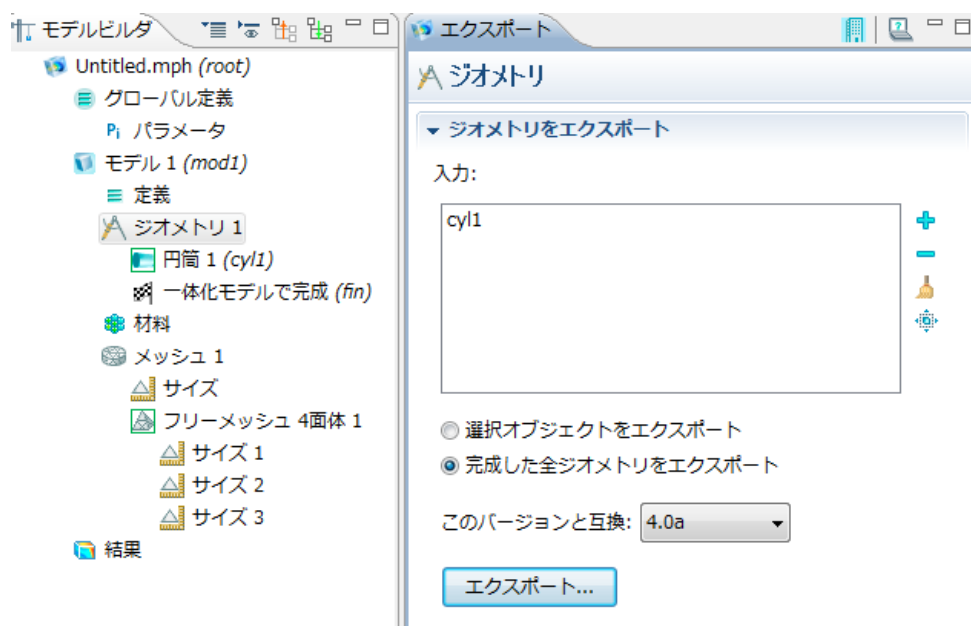 モデルビルダ
Untitled.mph (root)
グローバル定義
Pi パラメータ
モデル 1 (mod1)
定義
ジオメトリ 1
円筒 1 (cyl1)
一体化モデルで完成 (fin)
材料
メッシュ 1
サイズ
フリーメッシュ 4面体 1
サイズ 1
サイズ 2
サイズ 3
結果
エクスポート
ジオメトリ
ジオメトリをエクスポート
入力:
cyl1
選択オブジェクトをエクスポート
完成した全ジオメトリをエクスポート
このバージョンと互換: 4.0a
エクスポート...